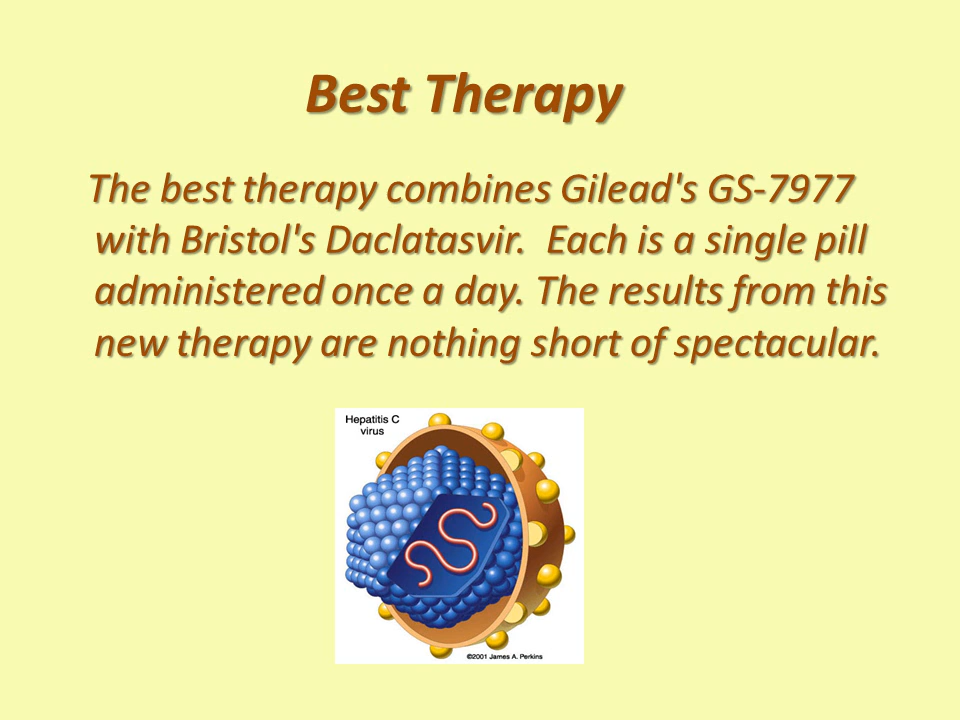 Best Therapy
The best therapy combines Gilead's GS-7977
with Bristol's Daclatasvir.  Each is a single pill
administered once a day. The results from this
new therapy are nothing short of spectacular.
Hepatitis C
virus
©2001 James A. Perkins